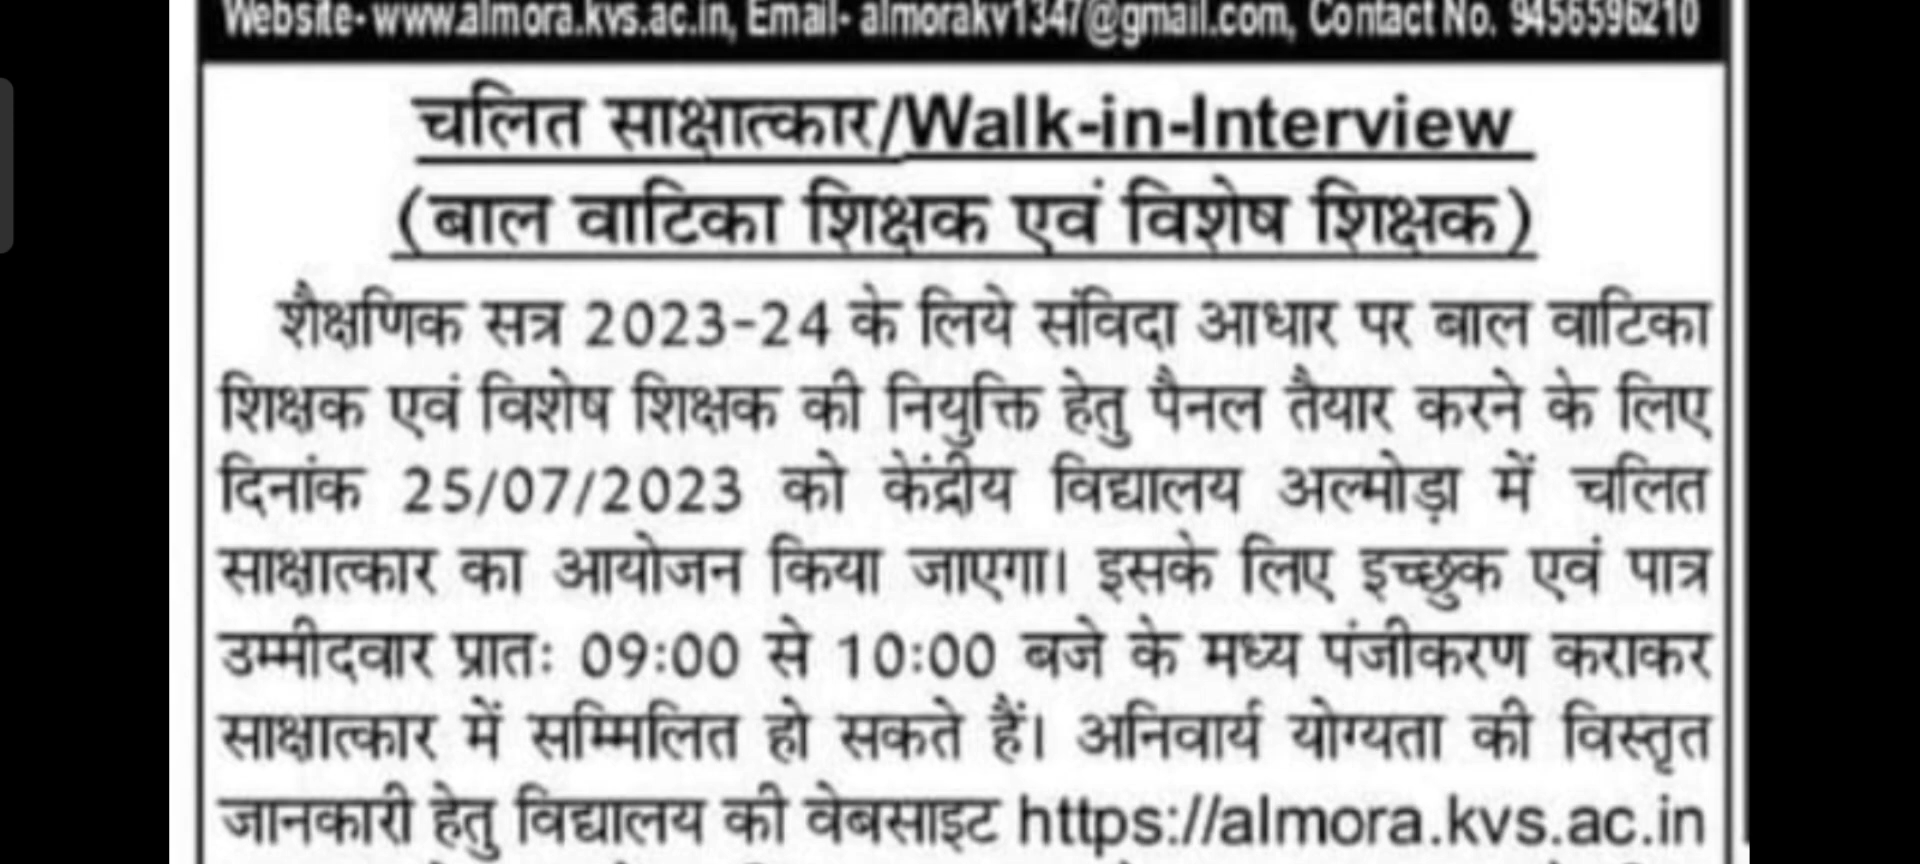 Website- www.almora.kvs.ac.in, Email- almorakv1347@gmail.com, Contact No. 9456596210
चलित साक्षात्कार/Walk-in-Interview
(बाल वाटिका शिक्षक एवं विशेष शिक्षक)
शैक्षणिक सत्र 2023-24 के लिये संविदा आधार पर बाल वाटिका
शिक्षक एवं विशेष शिक्षक की नियुक्ति हेतु पैनल तैयार करने के लिए
दिनांक 25/07/2023 को केंद्रीय विद्यालय अल्मोड़ा में चलित
साक्षात्कार का आयोजन किया जाएगा। इसके लिए इच्छुक एवं पात्र
उम्मीदवार प्रातः 09:00 से 10:00 बजे के मध्य पंजीकरण कराकर
साक्षात्कार में सम्मिलित हो सकते हैं। अनिवार्य योग्यता की विस्तृत
जानकारी हेतु विद्यालय की वेबसाइट https://almora.kvs.ac.in